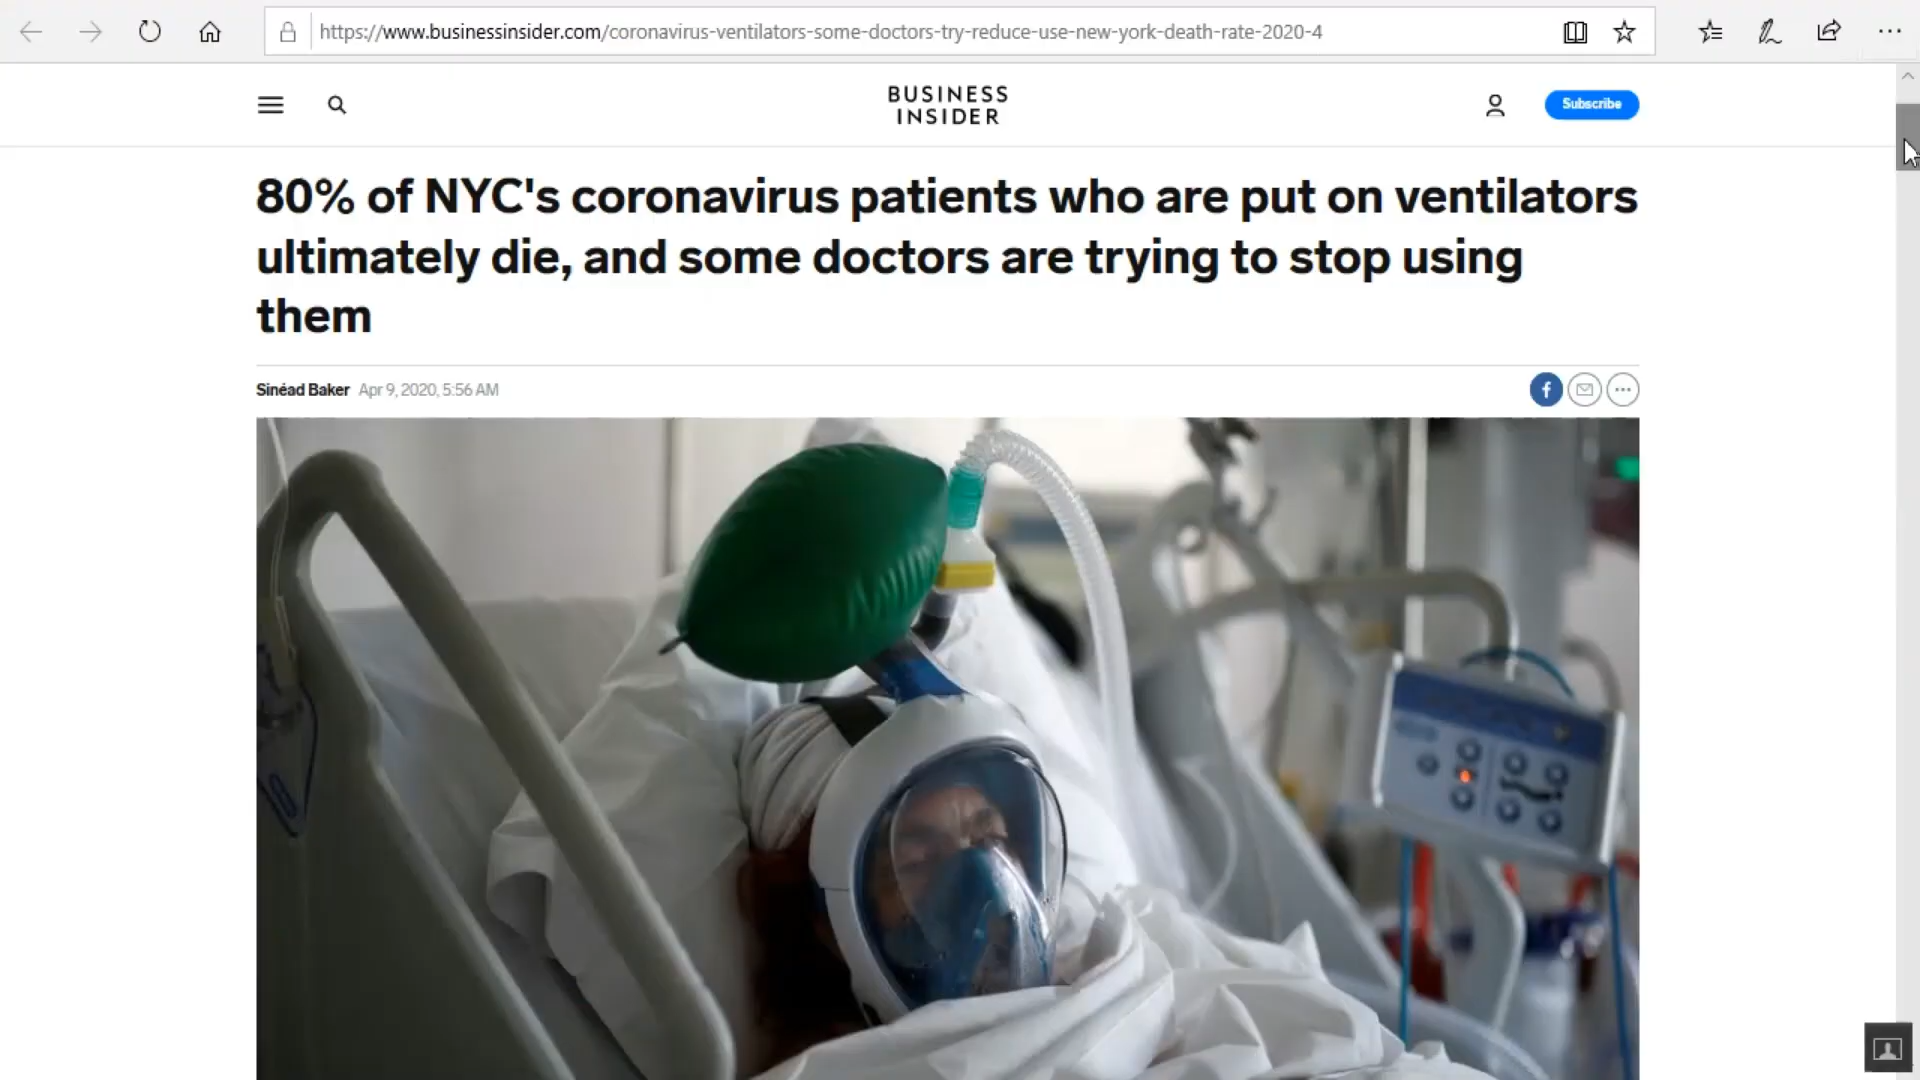 https://www.businessinsider.com/coronavirus-ventilators-some-doctors-try-reduce-use-new-york-death-rate-2020-4
BUSINESS
INSIDER
Subscribe
80% of NYC's coronavirus patients who are put on ventilators
ultimately die, and some doctors are trying to stop using
them
Sinéad Baker Apr 9, 2020, 5:56 AM